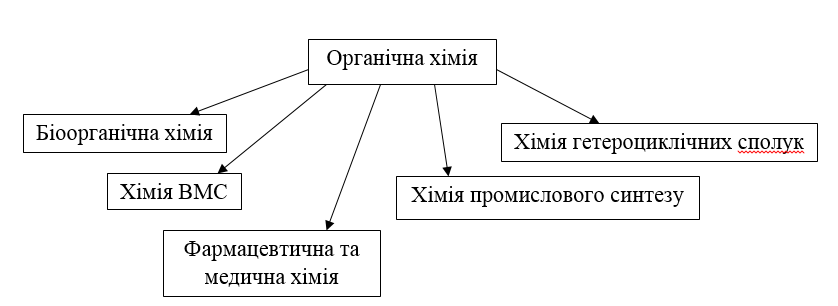 Органічна хімія
Біоорганічна хімія
Хімія гетероциклічних сполук
Хімія ВМС
Хімія промислового синтезу
Фармацевтична та
медична хімія